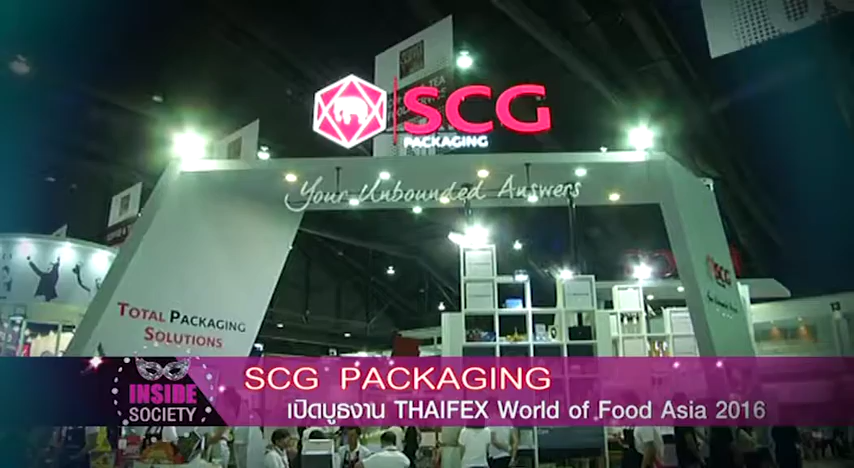 SCG
PACKAGING
Your Unbounded Answers
SCG
TOTAL PACKAGING
SOLUTIONS
INSIDE
SOCIETY
SCG PACKAGING
เปิดบูธงาน THAIFEX World of Food Asia 2016